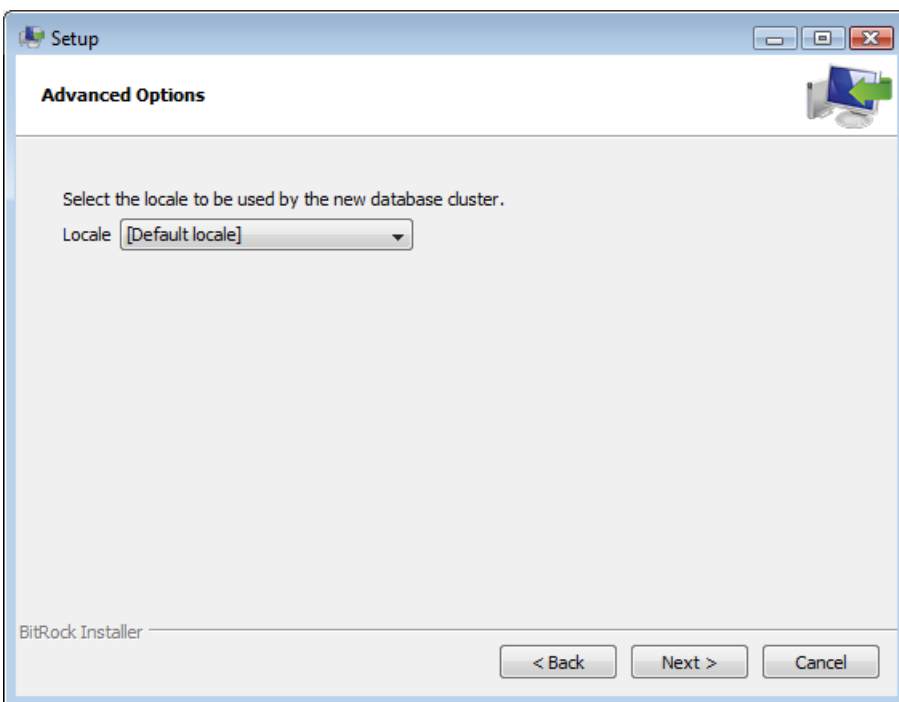 Setup
Advanced Options
Select the locale to be used by the new database cluster.
Locale [Default locale]
BitRock Installer
< Back Next > Cancel